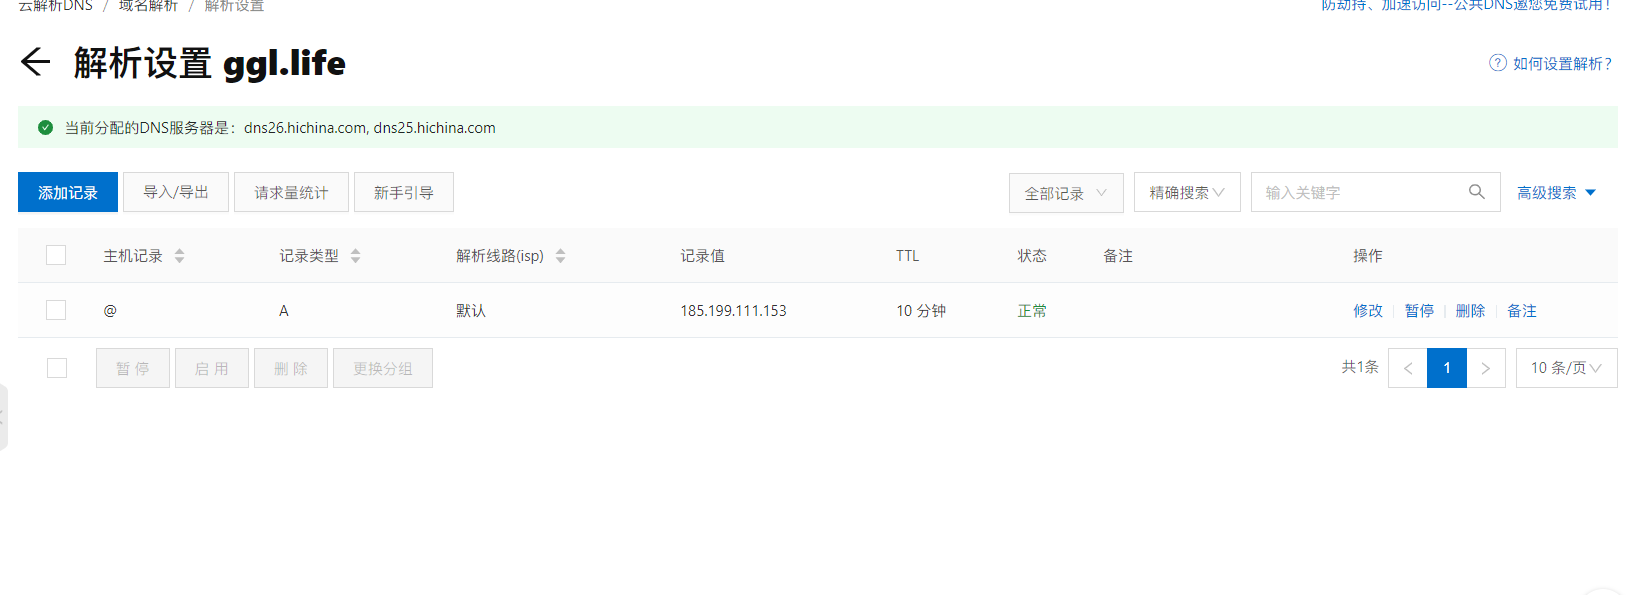 云解析DNS / 域名解析 / 解析设置
防劫持、加速访问--公共DNS邀您免费试用！
解析设置 ggl.life
如何设置解析？
当前分配的DNS服务器是：dns26.hichina.com, dns25.hichina.com
添加记录 导入/导出 请求量统计 新手引导 全部记录 精确搜索 输入关键字 高级搜索
主机记录 记录类型 解析线路(isp) 记录值 TTL 状态 备注 操作
@ A 默认 185.199.111.153 10 分钟 正常 修改 暂停 删除 备注
暂停 启用 删除 更换分组 共1条 < 1 > 10 条/页